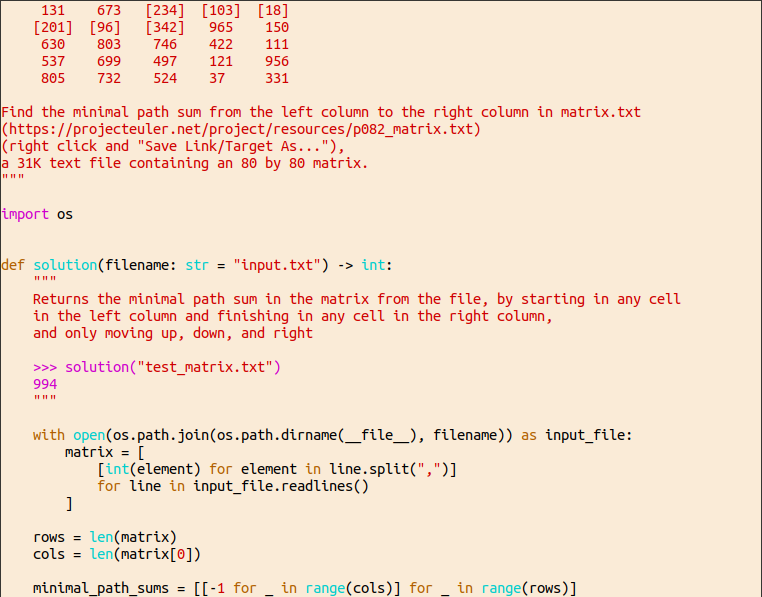 131    673   [234]  [103]  [18]
    [201]  [96]   [342]   965    150
     630    803    746    422    111
     537    699    497    121    956
     805    732    524    37     331

Find the minimal path sum from the left column to the right column in matrix.txt
(https://projecteuler.net/project/resources/p082_matrix.txt)
(right click and "Save Link/Target As..."),
a 31K text file containing an 80 by 80 matrix.
"""

import os


def solution(filename: str = "input.txt") -> int:
    """
    Returns the minimal path sum in the matrix from the file, by starting in any cell
    in the left column and finishing in any cell in the right column,
    and only moving up, down, and right

    >>> solution("test_matrix.txt")
    994
    """

    with open(os.path.join(os.path.dirname(__file__), filename)) as input_file:
        matrix = [
            [int(element) for element in line.split(",")]
            for line in input_file.readlines()
        ]

    rows = len(matrix)
    cols = len(matrix[0])

    minimal_path_sums = [[-1 for _ in range(cols)] for _ in range(rows)]